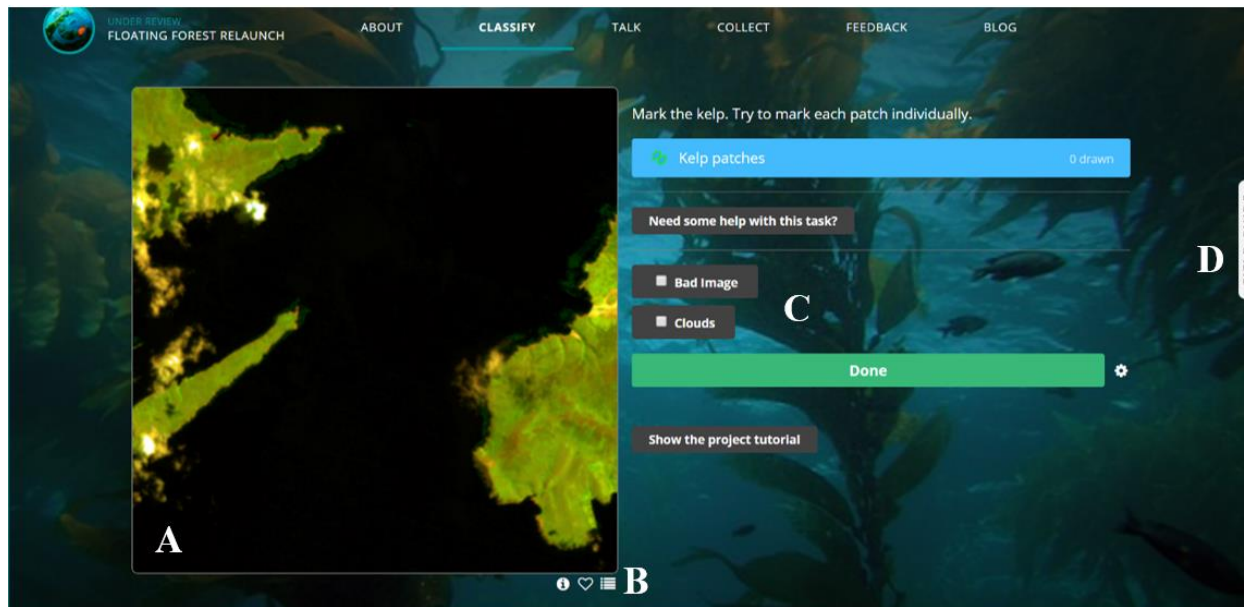 UNDER REVIEW
FLOATING FOREST RELAUNCH
ABOUT
CLASSIFY
TALK
COLLECT
FEEDBACK
BLOG
Mark the kelp. Try to mark each patch individually.
Kelp patches
0 drawn
Need some help with this task?
D
Bad Image
C
Clouds
Done
Show the project tutorial
A
B